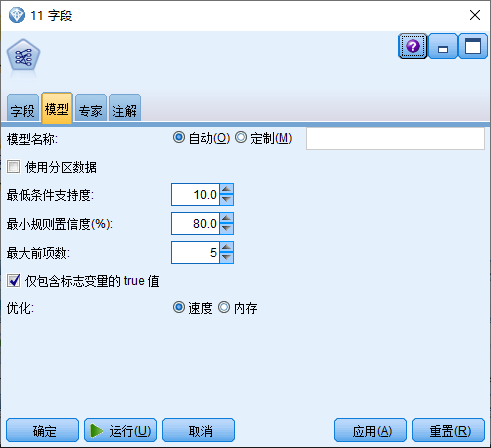 11 字段
字段 模型 专家 注解
模型名称: 自动(O) 定制(M)
使用分区数据
最低条件支持度: 10.0
最小规则置信度(%): 80.0
最大前项数: 5
仅包含标志变量的 true 值
优化: 速度 内存
确定 运行(U) 取消 应用(A) 重置(R)